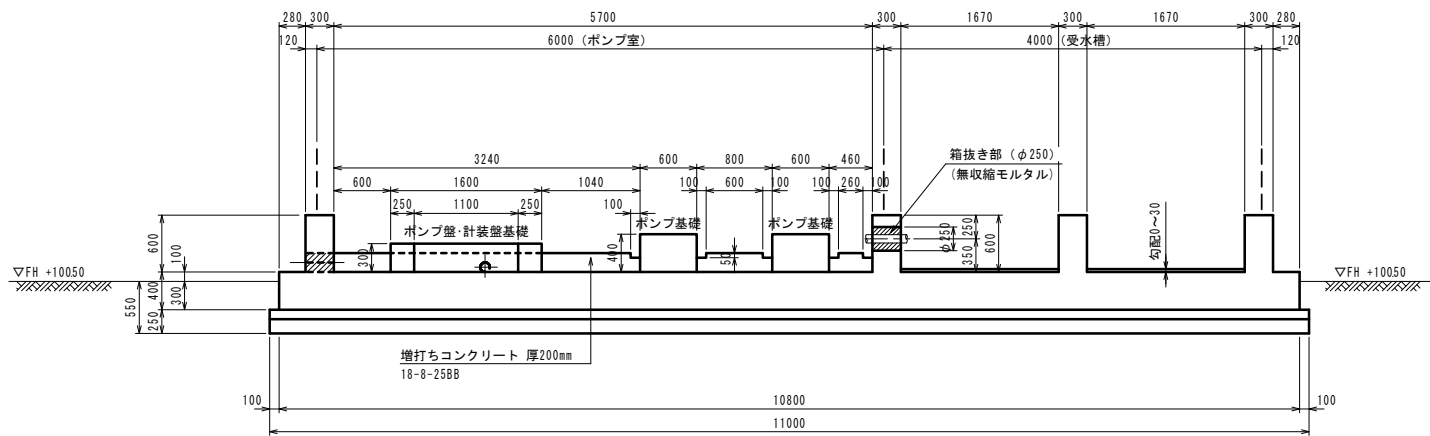 280 300 5700 300 1670 300 1670 300 280
120 6000 (ポンプ室) 4000 (受水槽) 120
3240 600 800 600 460
箱抜き部 (φ250)
(無収縮モルタル)
600 1600 1040 100 600 100 100 260 100
250 1100 250 100
ポンプ盤・計装盤基礎 ポンプ基礎 ポンプ基礎
600 100 300 400 50 φ250 350 250 600 勾配0~30
▽FH +100.50 ▽FH +100.50
550 400 300
250
増打ちコンクリート 厚200mm
18-8-25BB
100 10800 100
11000